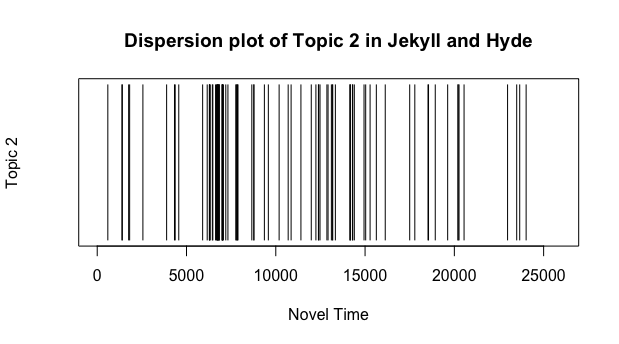 Dispersion plot of Topic 2 in Jekyll and Hyde
Topic 2
0 5000 10000 15000 20000 25000
Novel Time